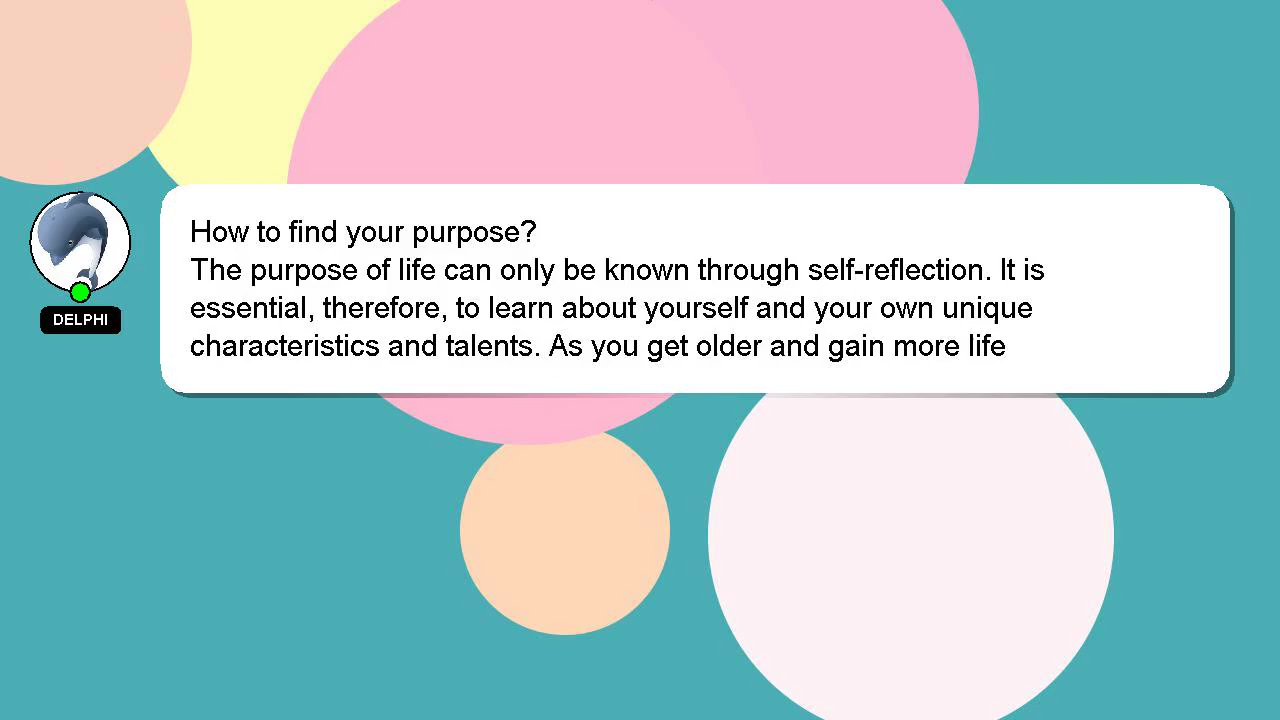 How to find your purpose?
The purpose of life can only be known through self-reflection. It is
essential, therefore, to learn about yourself and your own unique
characteristics and talents. As you get older and gain more life
DELPHI